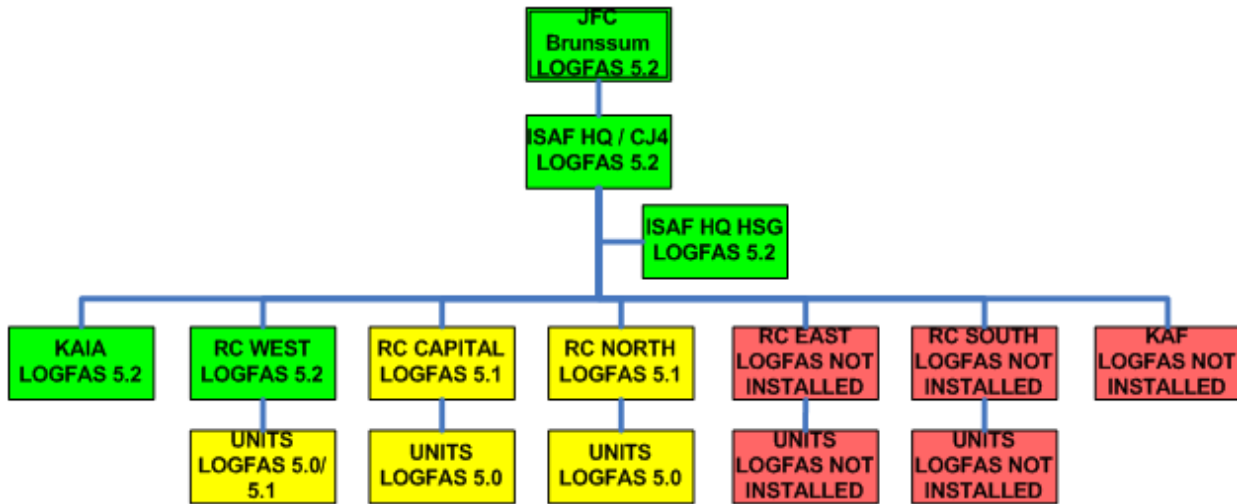 JFC
Brunssum
LOGFAS 5.2
ISAF HQ / CJ4
LOGFAS 5.2
ISAF HQ HSG
LOGFAS 5.2
KAIA
LOGFAS 5.2
RC WEST
LOGFAS 5.2
RC CAPITAL
LOGFAS 5.1
RC NORTH
LOGFAS 5.1
RC EAST
LOGFAS NOT
INSTALLED
RC SOUTH
LOGFAS NOT
INSTALLED
KAF
LOGFAS NOT
INSTALLED
UNITS
LOGFAS 5.0/
5.1
UNITS
LOGFAS 5.0
UNITS
LOGFAS 5.0
UNITS
LOGFAS NOT
INSTALLED
UNITS
LOGFAS NOT
INSTALLED